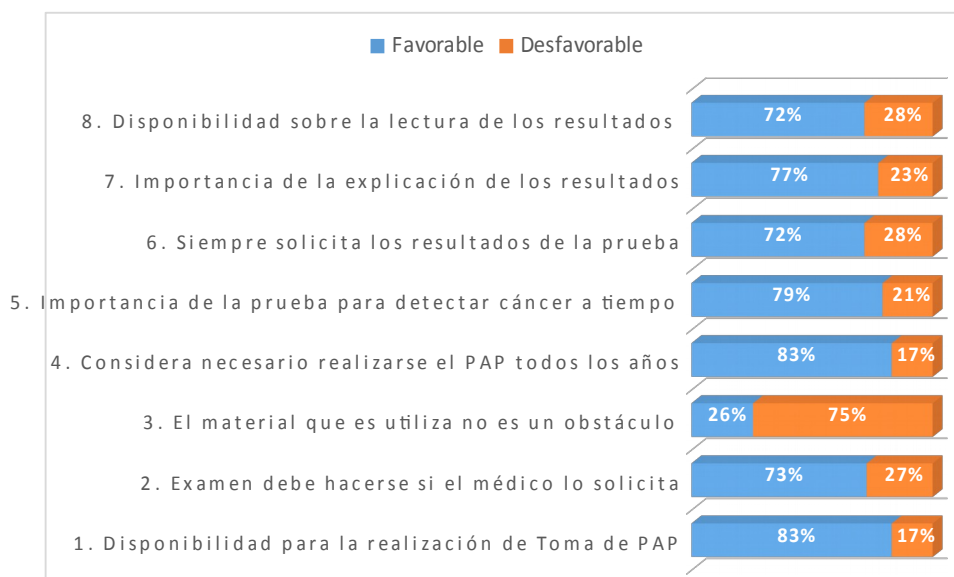 Favorable Desfavorable
8. Disponibilidad sobre la lectura de los resultados 72% 28%
7. Importancia de la explicación de los resultados 77% 23%
6. Siempre solicita los resultados de la prueba 72% 28%
5. Importancia de la prueba para detectar cáncer a tiempo 79% 21%
4. Considera necesario realizarse el PAP todos los años 83% 17%
3. El material que es utiliza no es un obstáculo 26% 75%
2. Examen debe hacerse si el médico lo solicita 73% 27%
1. Disponibilidad para la realización de Toma de PAP 83% 17%